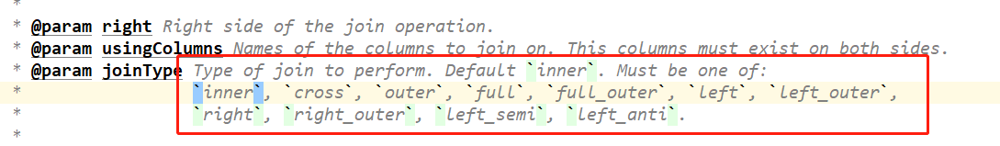 *
* @param right Right side of the join operation.
* @param usingColumns Names of the columns to join on. This columns must exist on both sides.
* @param joinType Type of join to perform. Default `inner`. Must be one of:
* `inner`, `cross`, `outer`, `full`, `full_outer`, `left`, `left_outer`,
* `right`, `right_outer`, `left_semi`, `left_anti`.
*